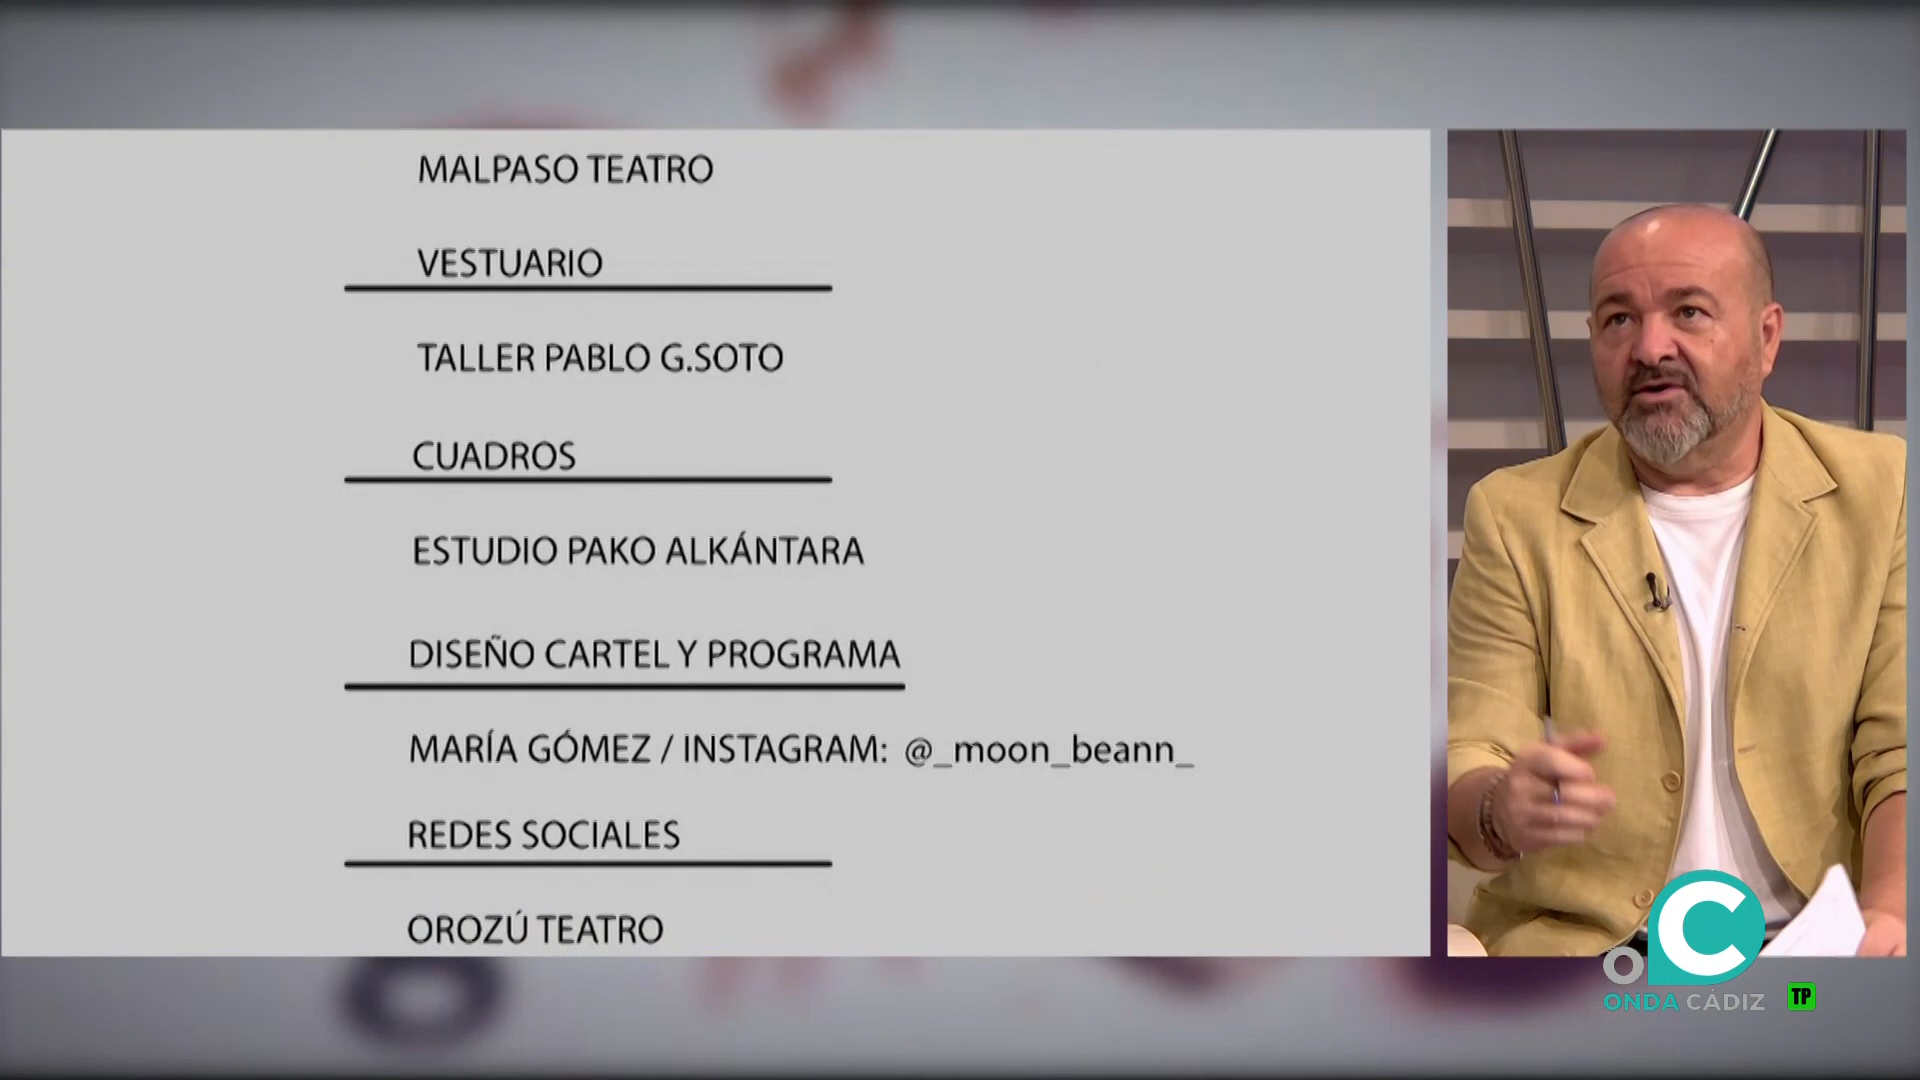 MALPASO TEATRO
VESTUARIO
TALLER PABLO G.SOTO
CUADROS
ESTUDIO PAKO ALKÁNTARA
DISEÑO CARTEL Y PROGRAMA
MARÍA GÓMEZ / INSTAGRAM: @_moon_beann_
REDES SOCIALES
OROZÚ TEATRO
OC
ONDA CÁDIZ
TP